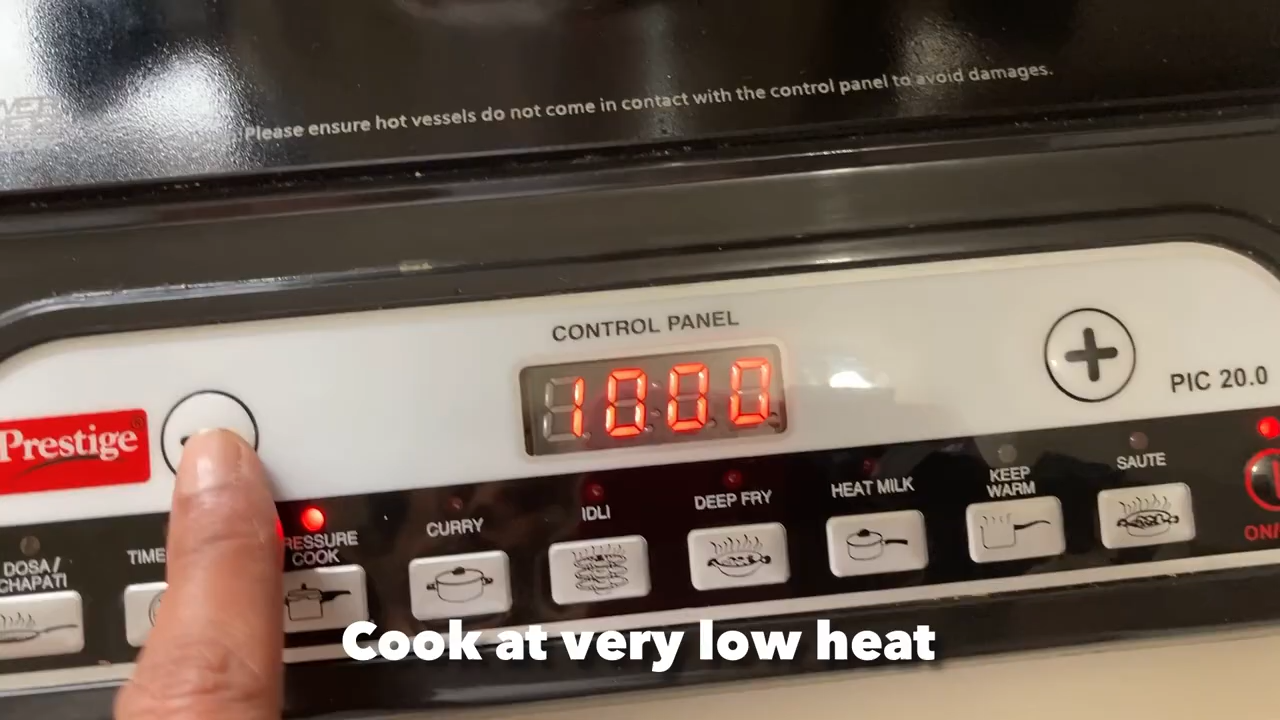 Please ensure hot vessels do not come in contact with the control panel to avoid damages.
CONTROL PANEL
1000
PIC 20.0
Prestige
DOSA /
CHAPATI
TIME
PRESSURE
COOK
CURRY
IDLI
DEEP FRY
HEAT MILK
KEEP
WARM
SAUTE
Cook at very low heat